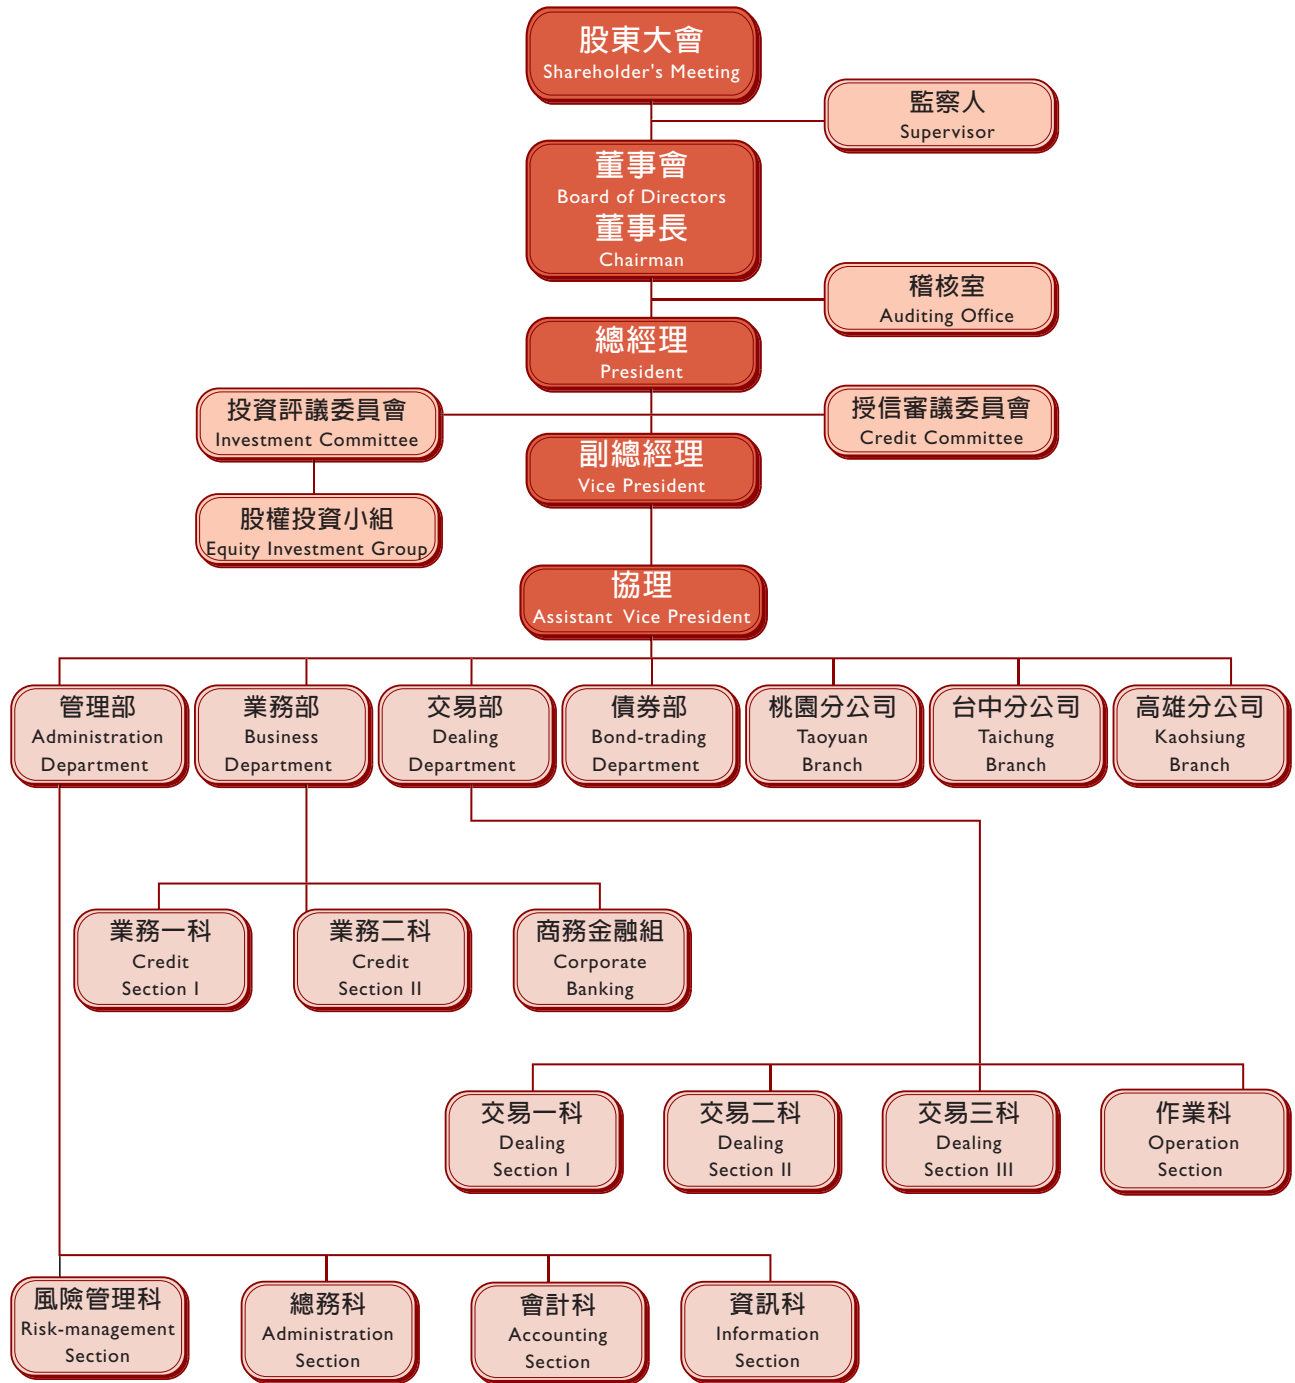 股東大會
Shareholder's Meeting
監察人
Supervisor
董事會
Board of Directors
董事長
Chairman
稽核室
Auditing Office
總經理
President
投資評議委員會
Investment Committee
授信審議委員會
Credit Committee
副總經理
Vice President
股權投資小組
Equity Investment Group
協理
Assistant Vice President
管理部
Administration
Department
業務部
Business
Department
交易部
Dealing
Department
債券部
Bond-trading
Department
桃園分公司
Taoyuan
Branch
台中分公司
Taichung
Branch
高雄分公司
Kaohsiung
Branch
業務一科
Credit
Section I
業務二科
Credit
Section II
商務金融組
Corporate
Banking
交易一科
Dealing
Section I
交易二科
Dealing
Section II
交易三科
Dealing
Section III
作業科
Operation
Section
風險管理科
Risk-management
Section
總務科
Administration
Section
會計科
Accounting
Section
資訊科
Information
Section